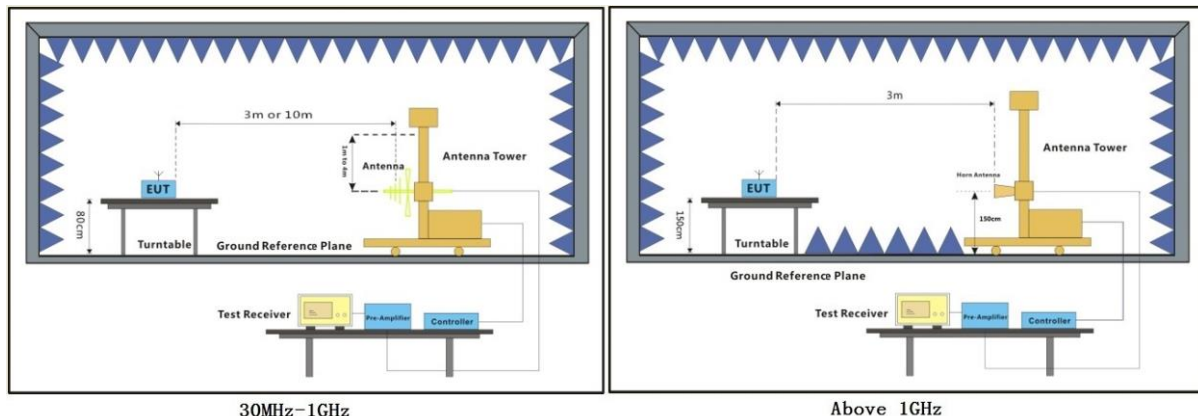 3m or 10m
1m to 4m
Antenna
Antenna Tower
EUT
80cm
Turntable
Ground Reference Plane
Test Receiver
Pre-Amplifier
Controller
30MHz-1GHz
3m
Antenna Tower
Horn Antenna
EUT
150cm
150cm
Turntable
Ground Reference Plane
Test Receiver
Pre-Amplifier
Controller
Above 1GHz